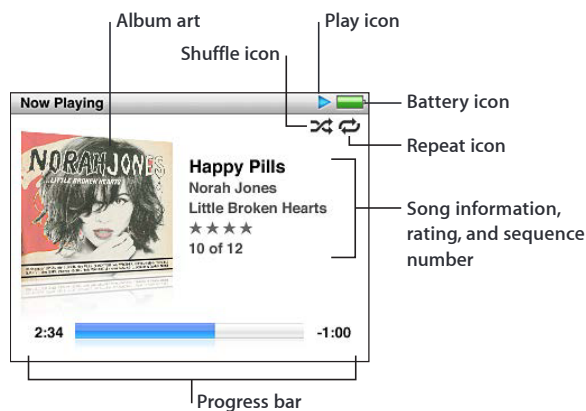 Album art
Play icon
Shuffle icon
Now Playing
Battery icon
Repeat icon
NORAH JONES
LITTLE BROKEN HEARTS
Happy Pills
Norah Jones
Little Broken Hearts
★★★★
10 of 12
Song information,
rating, and sequence
number
2:34
-1:00
Progress bar